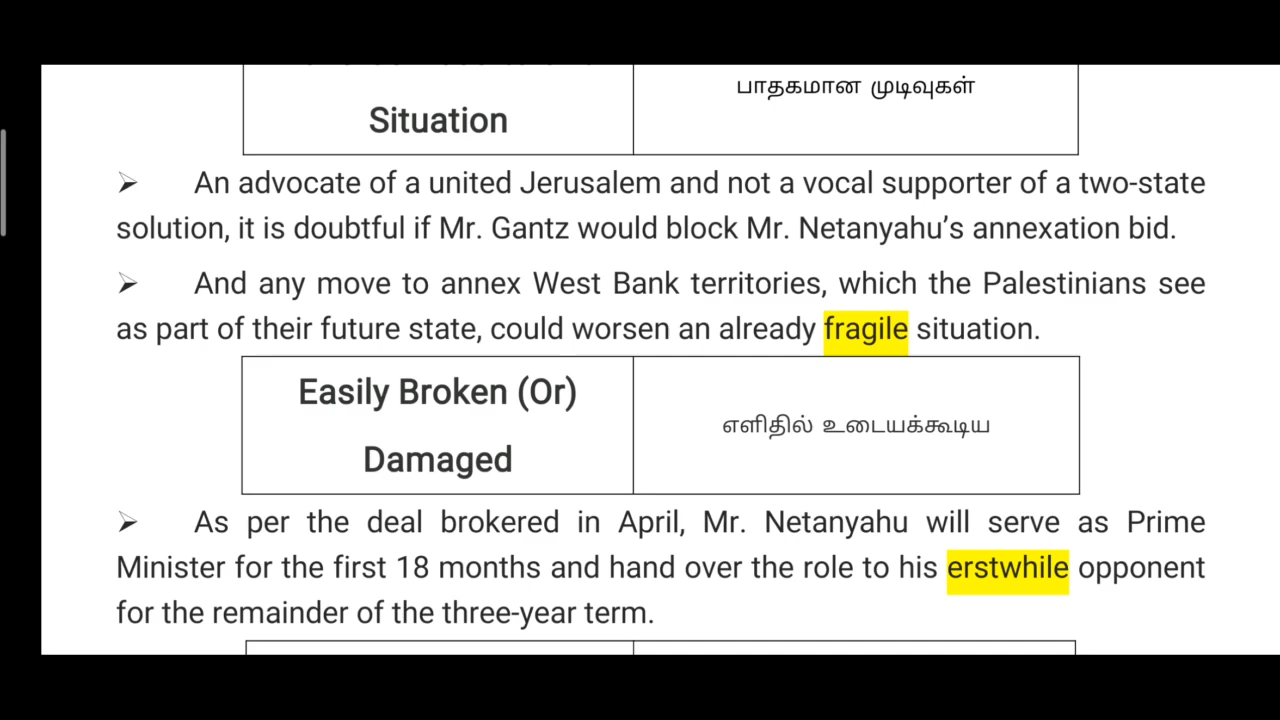 பாதகமான முடிவுகள்
Situation
➢ An advocate of a united Jerusalem and not a vocal supporter of a two-state
solution, it is doubtful if Mr. Gantz would block Mr. Netanyahu’s annexation bid.
➢ And any move to annex West Bank territories, which the Palestinians see
as part of their future state, could worsen an already fragile situation.
Easily Broken (Or)
எளிதில் உடையக்கூடிய
Damaged
➢ As per the deal brokered in April, Mr. Netanyahu will serve as Prime
Minister for the first 18 months and hand over the role to his erstwhile opponent
for the remainder of the three-year term.